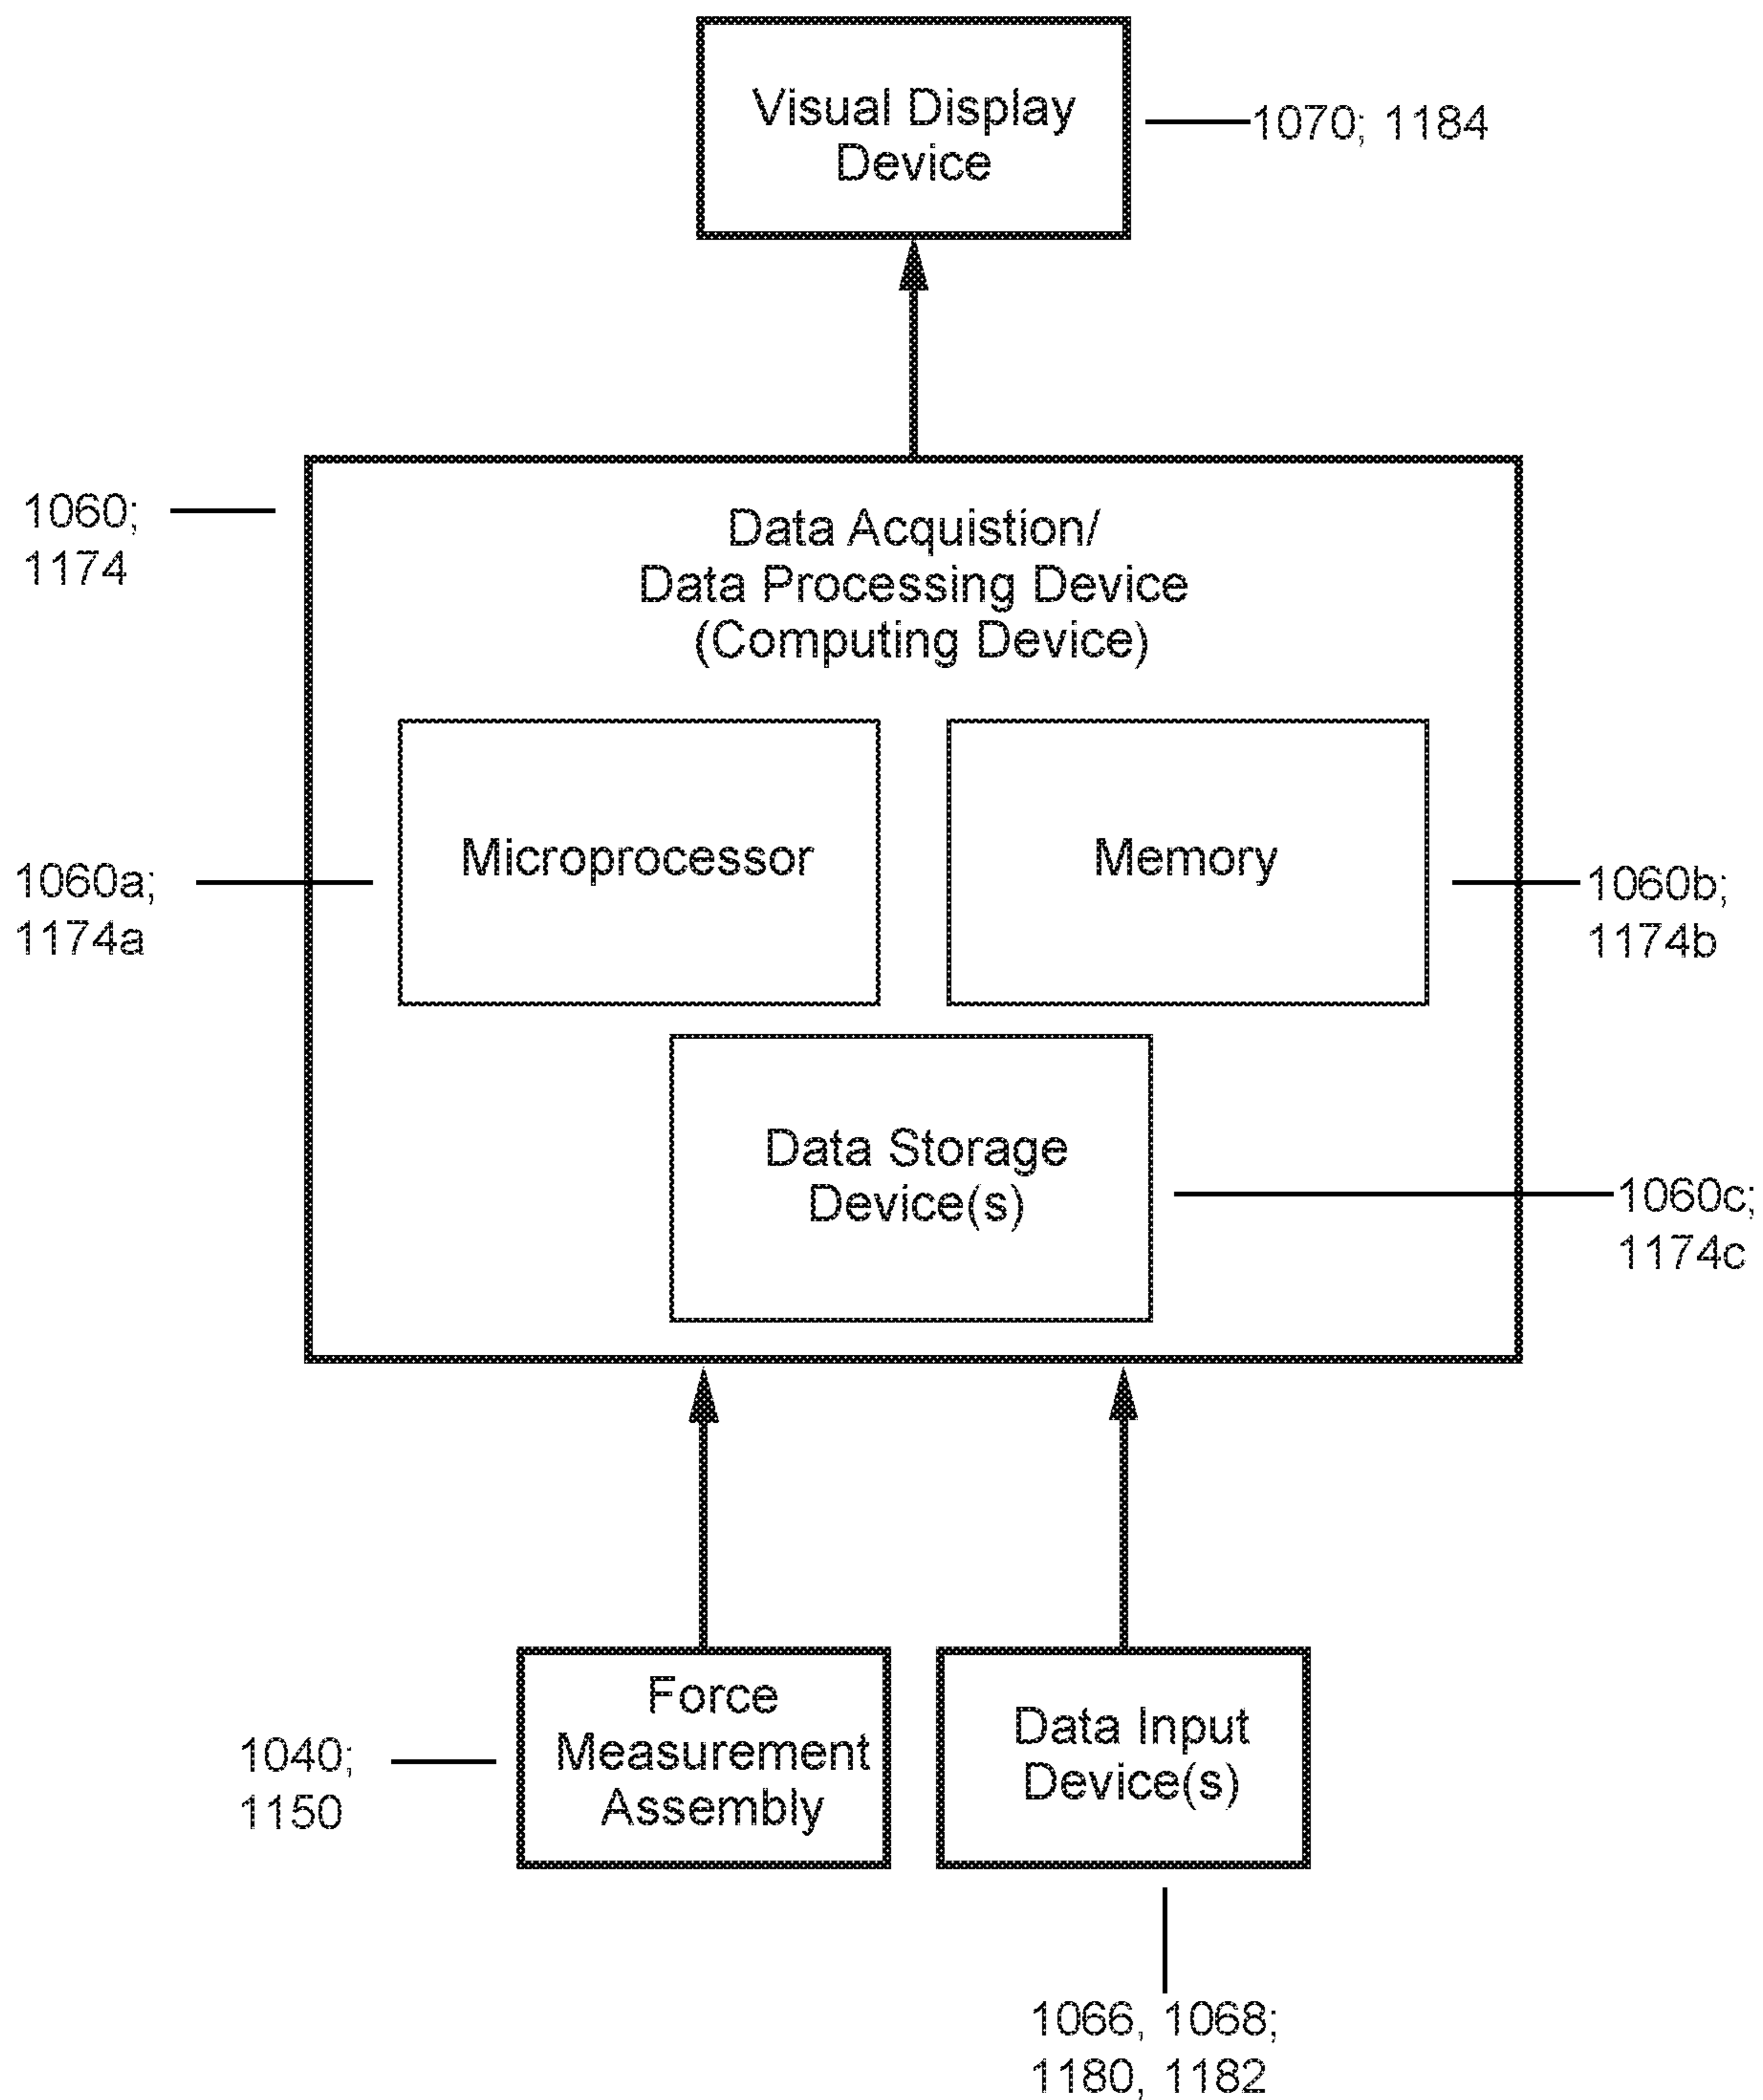 Visual Display
Device
1070; 1184
1060;
1174
Data Acquistion/
Data Processing Device
(Computing Device)
Microprocessor
Memory
1060a;
1174a
1060b;
1174b
Data Storage
Device(s)
1060c;
1174c
Force
Measurement
Assembly
1040;
1150
Data Input
Device(s)
1066, 1068;
1180, 1182